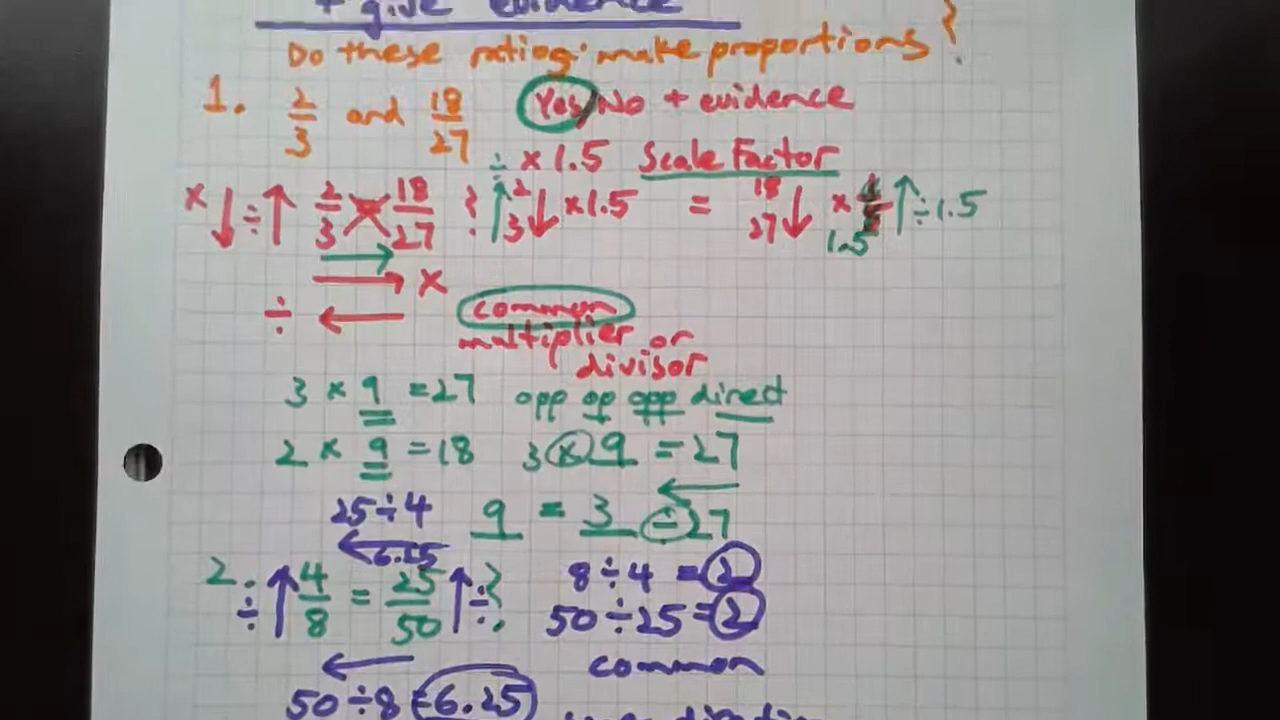 + give evidence
Do these ratios make proportions?
1. 2/3 and 18/27 Yes/No + evidence
÷ × 1.5 Scale Factor
× ↓ ÷ ↑ 2/3 × 18/27 ? ↑ 2/3 ↓ × 1.5 = 18/27 ↓ × 1.5 ↑ ÷ 1.5
→
→ ×
÷ ←
common
multiplier or
divisor
3 × 9 = 27 opp op opp direct
2 × 9 = 18 3 × 9 = 27
←
25 ÷ 4 9 = 3 ÷ 27
← 6.25
2. ÷ ↑ 4/8 = 25/50 ↑ ÷ ? 8 ÷ 4 = 2
50 ÷ 25 = 2
← common
50 ÷ 8 = 6.25